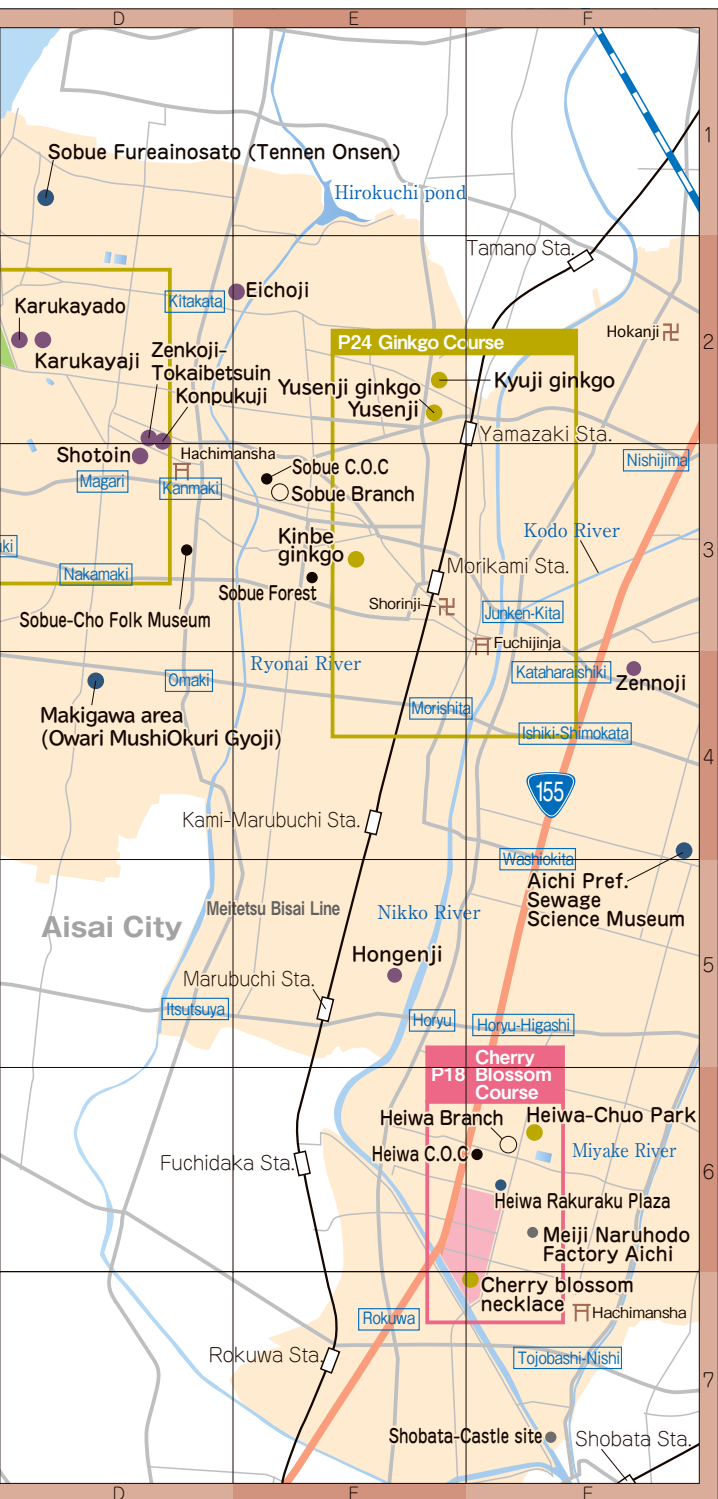 D
E
F
1
Sobue Fureainosato (Tennen Onsen)
Hirokuchi pond
Tamano Sta.
Kitakata
Eichoji
Karukayado
Hokanji
2
P24 Ginkgo Course
Karukayaji
Zenkoji-
Tokaibetsuin
Konpukuji
Yusenji ginkgo
Yusenji
Kyuji ginkgo
Yamazaki Sta.
Shotoin
Hachimansha
Nishijima
Sobue C.O.C
Magari
Kanmaki
Sobue Branch
Kodo River
Kinbe
ginkgo
uki
3
Nakamaki
Morikami Sta.
Sobue Forest
Shorinji
Junken-Kita
Sobue-Cho Folk Museum
Fuchijinja
Ryonai River
Kataharaishiki
Omaki
Zennoji
Makigawa area
(Owari MushiOkuri Gyoji)
Morishita
Ishiki-Shimokata
4
155
Kami-Marubuchi Sta.
Washiokita
Aichi Pref.
Sewage
Science Museum
Meitetsu Bisai Line
Nikko River
Aisai City
Hongenji
5
Marubuchi Sta.
Itsutsuya
Horyu
Horyu-Higashi
P18 Cherry
Blossom
Course
Heiwa Branch
Heiwa-Chuo Park
Heiwa C.O.C
Miyake River
Fuchidaka Sta.
6
Heiwa Rakuraku Plaza
Meiji Naruhodo
Factory Aichi
Cherry blossom
necklace
Hachimansha
Rokuwa
Rokuwa Sta.
Tojobashi-Nishi
7
Shobata-Castle site
Shobata Sta.
D
E
F